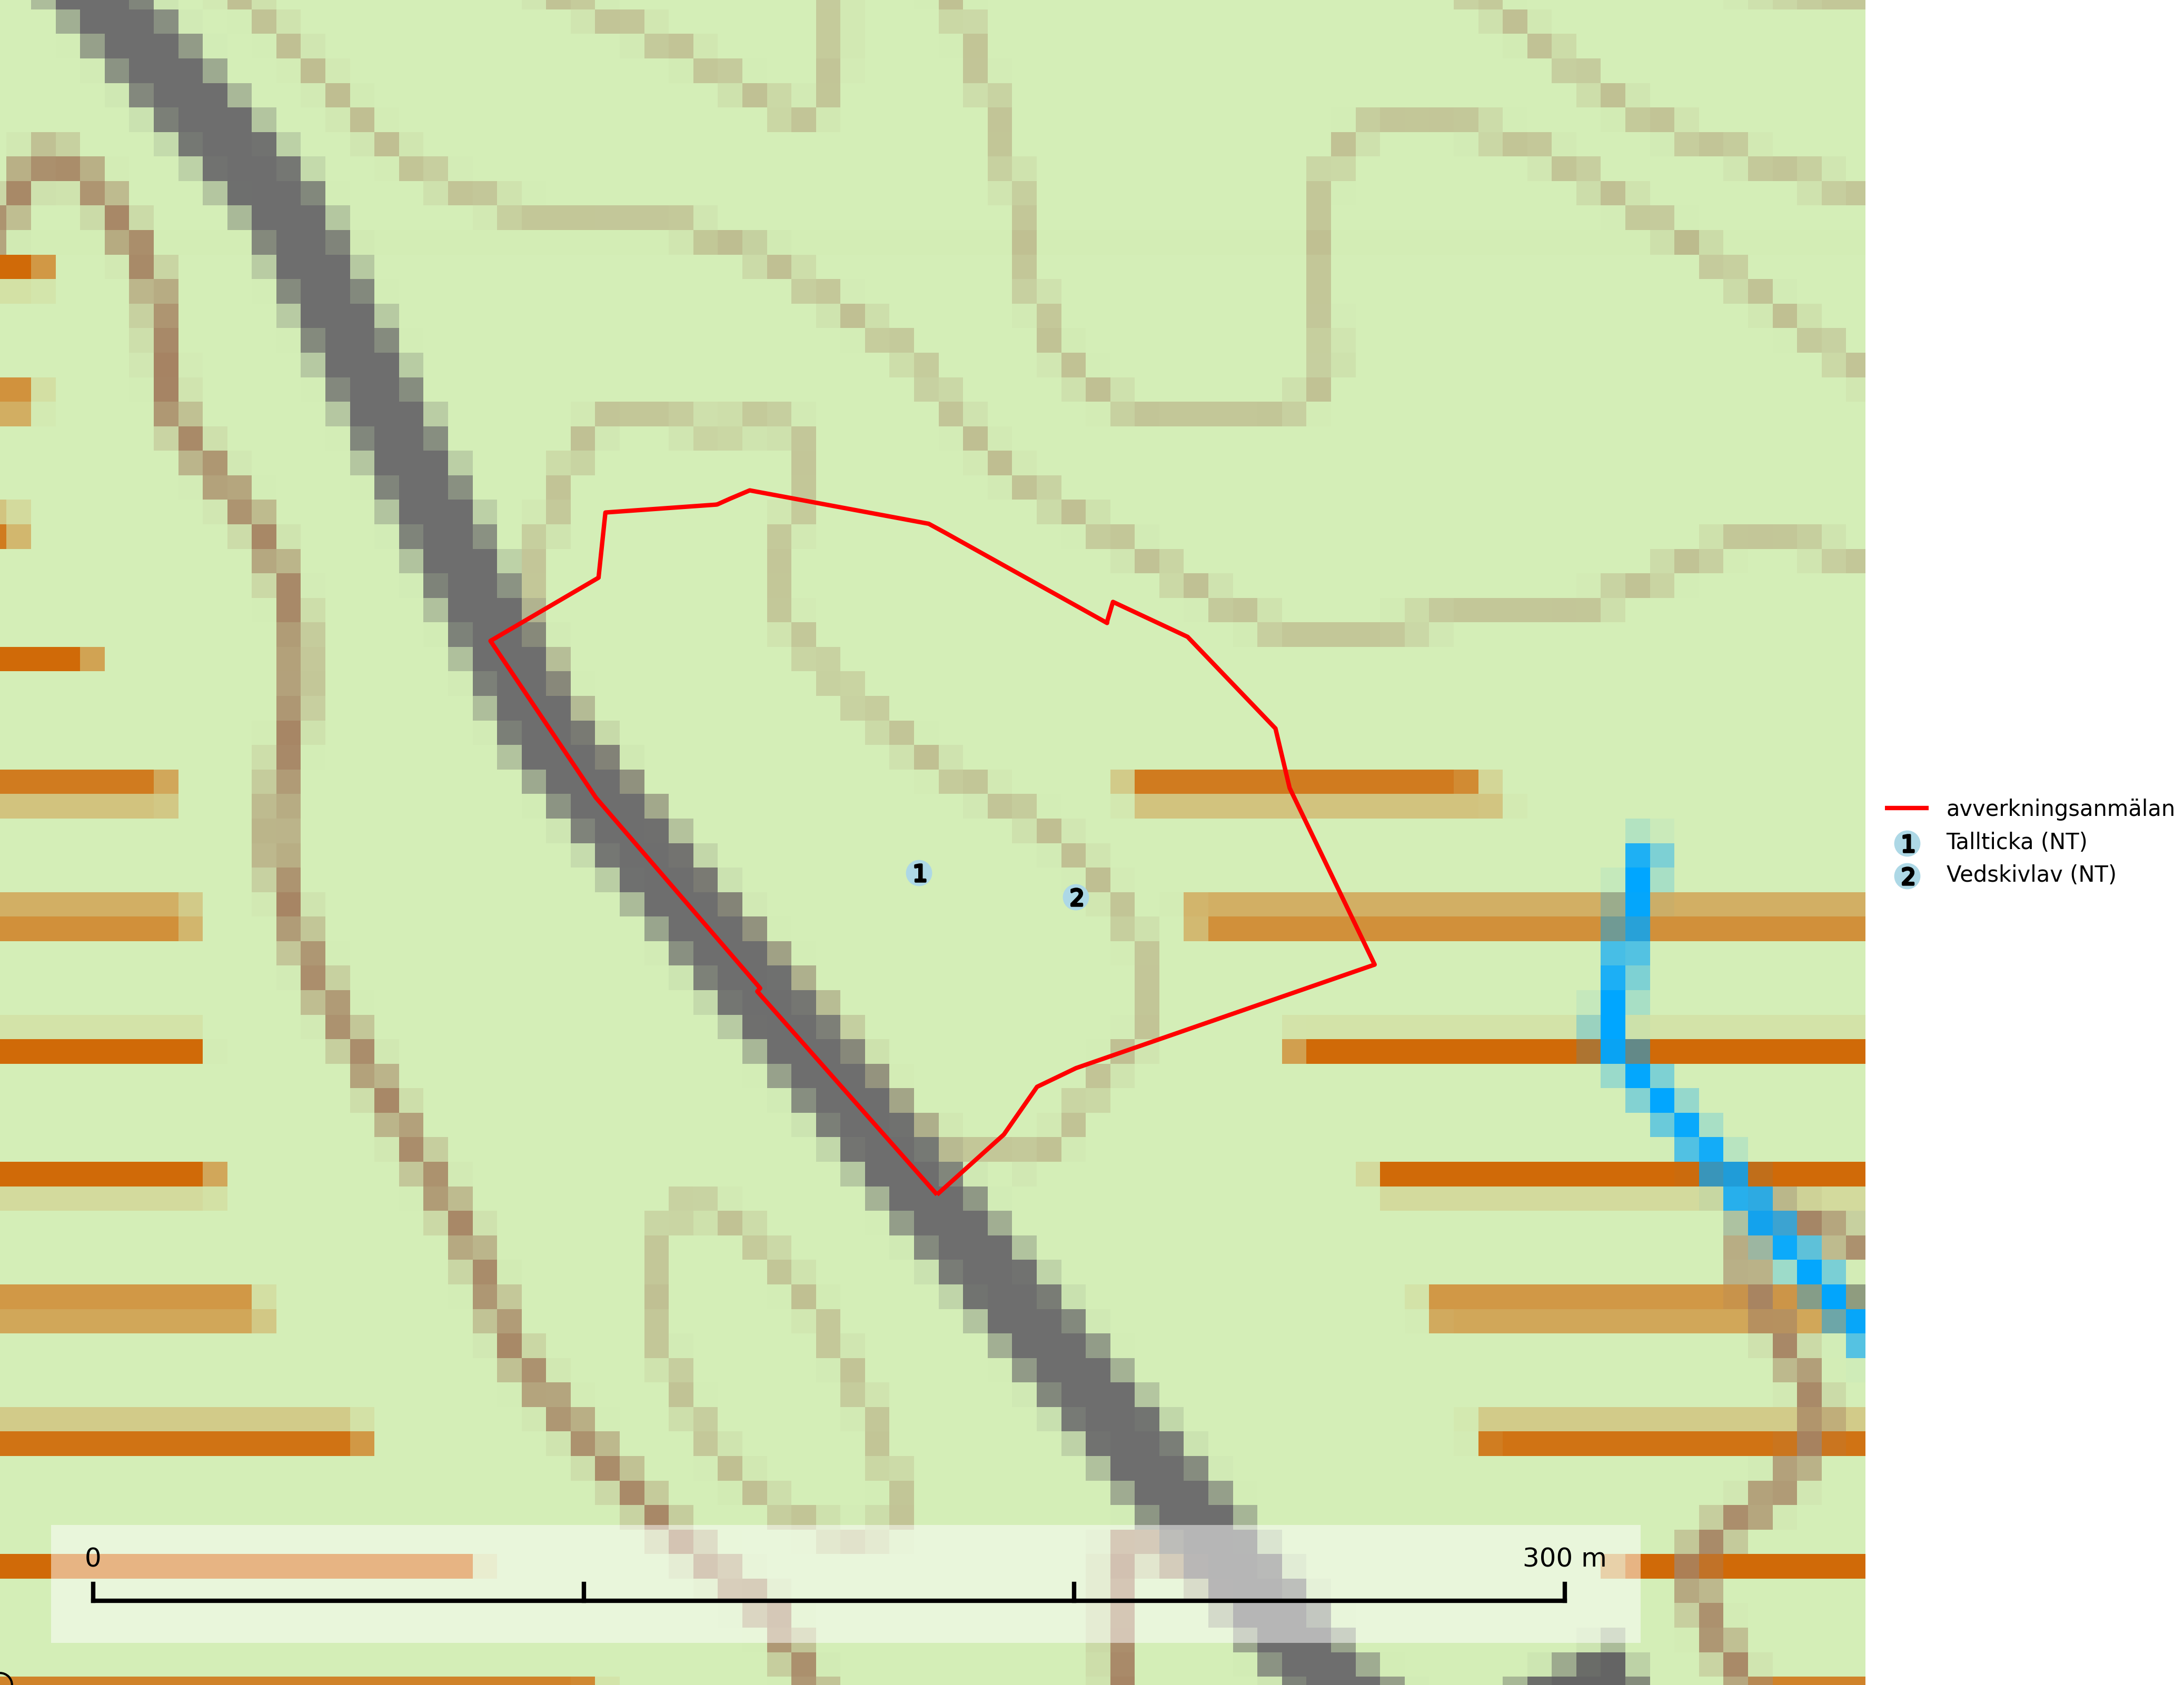 1
2
avverkningsanmälan
1 Tallticka (NT)
2 Vedskivlav (NT)
0 300 m